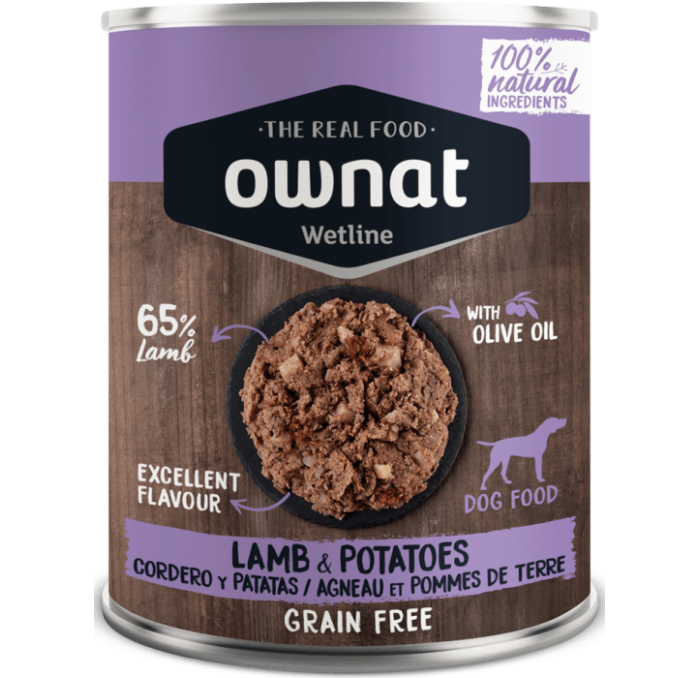 100%
natural
INGREDIENTS
·THE REAL FOOD·
ownat
Wetline
65%
Lamb
WITH
OLIVE OIL
EXCELLENT
FLAVOUR
DOG FOOD
LAMB & POTATOES
CORDERO Y PATATAS / AGNEAU ET POMMES DE TERRE
GRAIN FREE